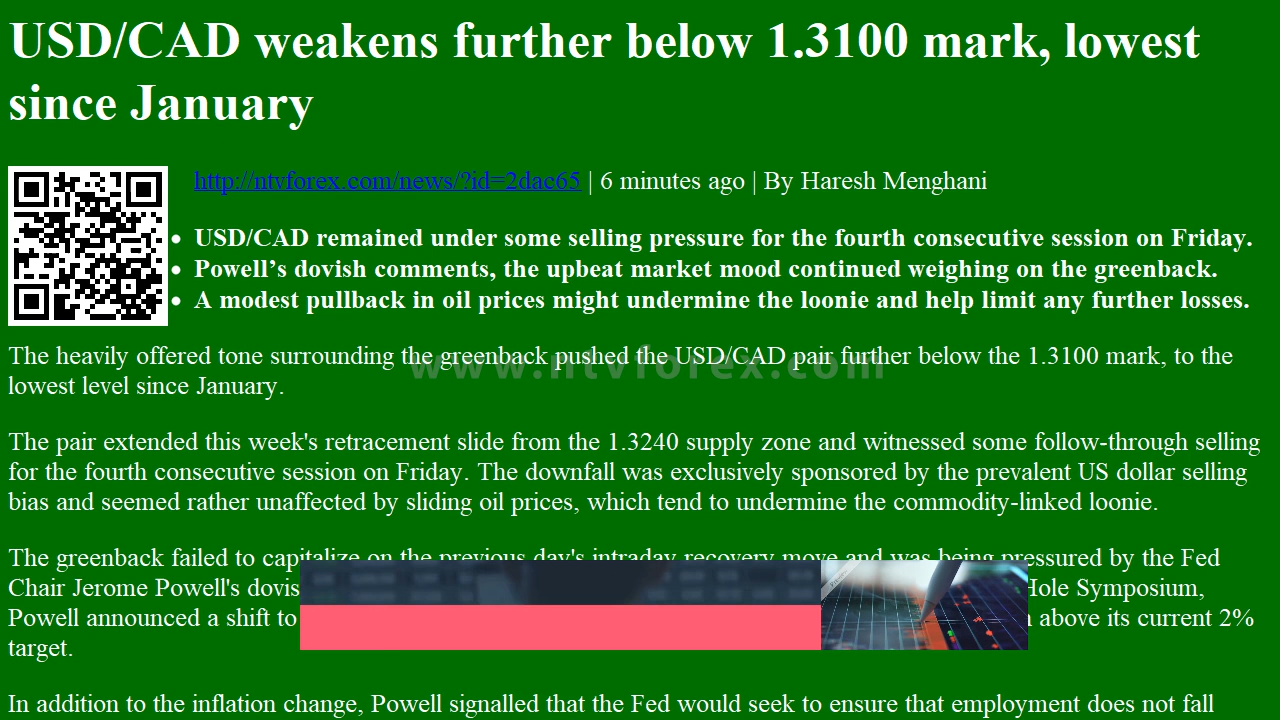 USD/CAD weakens further below 1.3100 mark, lowest
since January
http://ntvforex.com/news/?id=2dac65 | 6 minutes ago | By Haresh Menghani
• USD/CAD remained under some selling pressure for the fourth consecutive session on Friday.
• Powell’s dovish comments, the upbeat market mood continued weighing on the greenback.
• A modest pullback in oil prices might undermine the loonie and help limit any further losses.
The heavily offered tone surrounding the greenback pushed the USD/CAD pair further below the 1.3100 mark, to the
www.ntvforex.com
lowest level since January.
The pair extended this week's retracement slide from the 1.3240 supply zone and witnessed some follow-through selling
for the fourth consecutive session on Friday. The downfall was exclusively sponsored by the prevalent US dollar selling
bias and seemed rather unaffected by sliding oil prices, which tend to undermine the commodity-linked loonie.
The greenback failed to capitalize on the previous day's intraday recovery move and was being pressured by the Fed
Chair Jerome Powell's dovis Hole Symposium,
Powell announced a shift to above its current 2%
target.
In addition to the inflation change, Powell signalled that the Fed would seek to ensure that employment does not fall